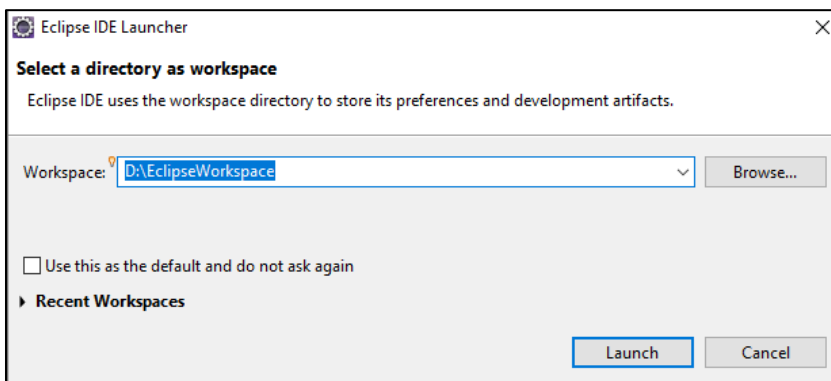 Eclipse IDE Launcher
Select a directory as workspace
Eclipse IDE uses the workspace directory to store its preferences and development artifacts.
Workspace: D:\EclipseWorkspace Browse...
Use this as the default and do not ask again
Recent Workspaces
Launch Cancel